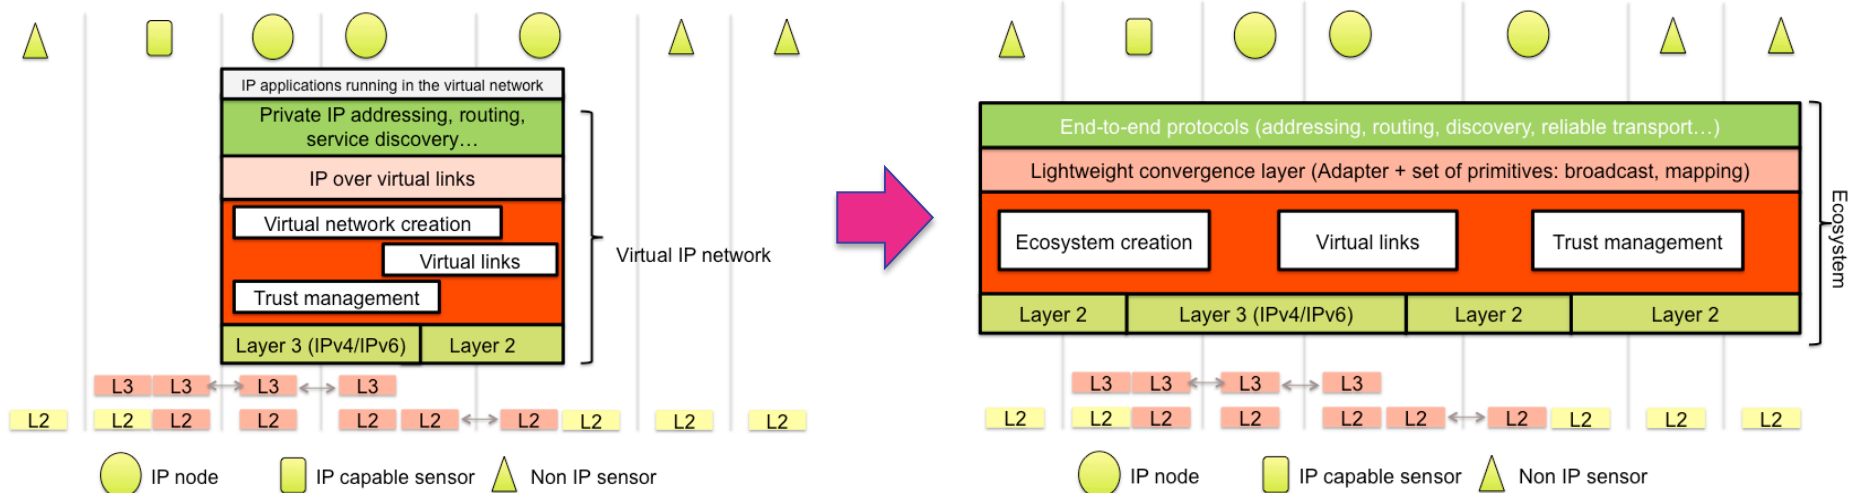 IP applications running in the virtual network
Private IP addressing, routing,
service discovery…
IP over virtual links
Virtual network creation
Virtual links
Trust management
Layer 3 (IPv4/IPv6)
Layer 2
Virtual IP network
L3 L3 L3 L3
L2 L2 L2 L2 L2 L2 L2 L2 L2 L2
IP node
IP capable sensor
Non IP sensor
End-to-end protocols (addressing, routing, discovery, reliable transport…)
Lightweight convergence layer (Adapter + set of primitives: broadcast, mapping)
Ecosystem creation
Virtual links
Trust management
Layer 2
Layer 3 (IPv4/IPv6)
Layer 2
Layer 2
Ecosystem
L3 L3 L3 L3
L2 L2 L2 L2 L2 L2 L2 L2 L2 L2
IP node
IP capable sensor
Non IP sensor